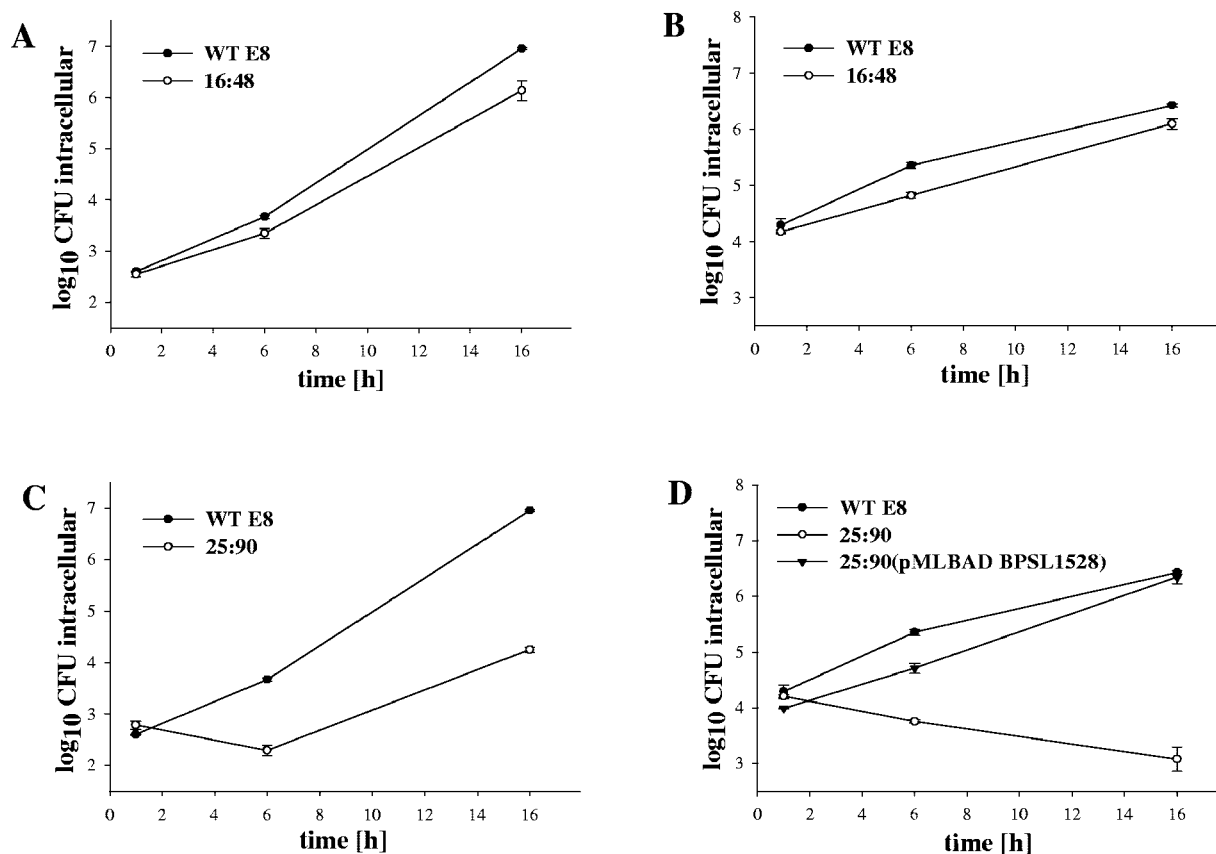 A
WT E8
16:48
log10 CFU intracellular
7
6
5
4
3
2
0 2 4 6 8 10 12 14 16
time [h]
B
WT E8
16:48
log10 CFU intracellular
8
7
6
5
4
3
0 2 4 6 8 10 12 14 16
time [h]
C
WT E8
25:90
log10 CFU intracellular
7
6
5
4
3
2
0 2 4 6 8 10 12 14 16
time [h]
D
WT E8
25:90
25:90(pMLBAD BPSL1528)
log10 CFU intracellular
8
7
6
5
4
3
0 2 4 6 8 10 12 14 16
time [h]